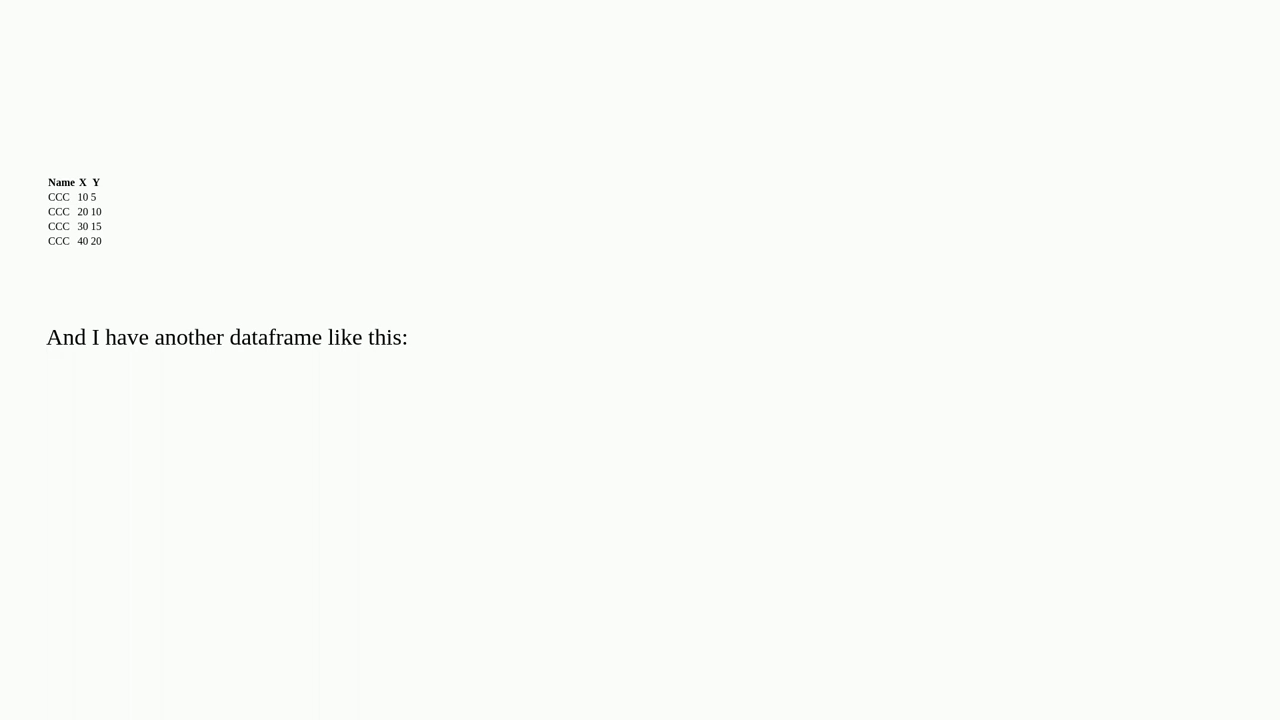 Name X Y
CCC 10 5
CCC 20 10
CCC 30 15
CCC 40 20
And I have another dataframe like this: